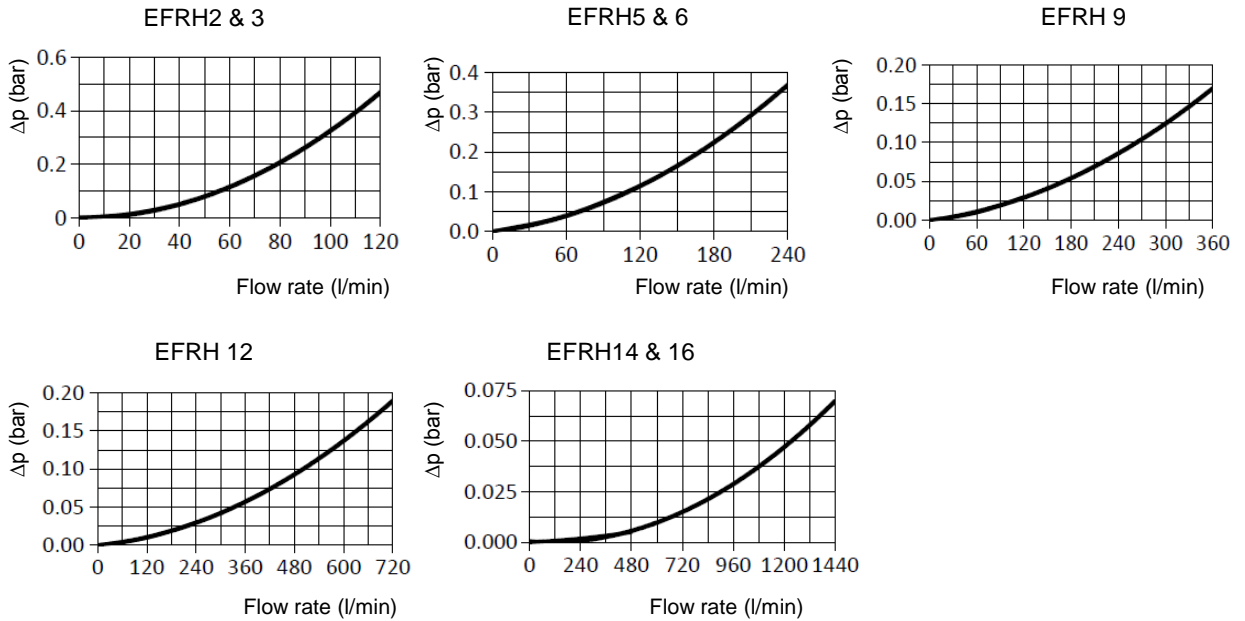 EFRH2 & 3
Δp (bar)
0.6
0.4
0.2
0
0 20 40 60 80 100 120
Flow rate (l/min)
EFRH5 & 6
Δp (bar)
0.4
0.3
0.2
0.1
0.0
0 60 120 180 240
Flow rate (l/min)
EFRH 9
Δp (bar)
0.20
0.15
0.10
0.05
0.00
0 60 120 180 240 300 360
Flow rate (l/min)
EFRH 12
Δp (bar)
0.20
0.15
0.10
0.05
0.00
0 120 240 360 480 600 720
Flow rate (l/min)
EFRH14 & 16
Δp (bar)
0.075
0.050
0.025
0.000
0 240 480 720 960 1200 1440
Flow rate (l/min)